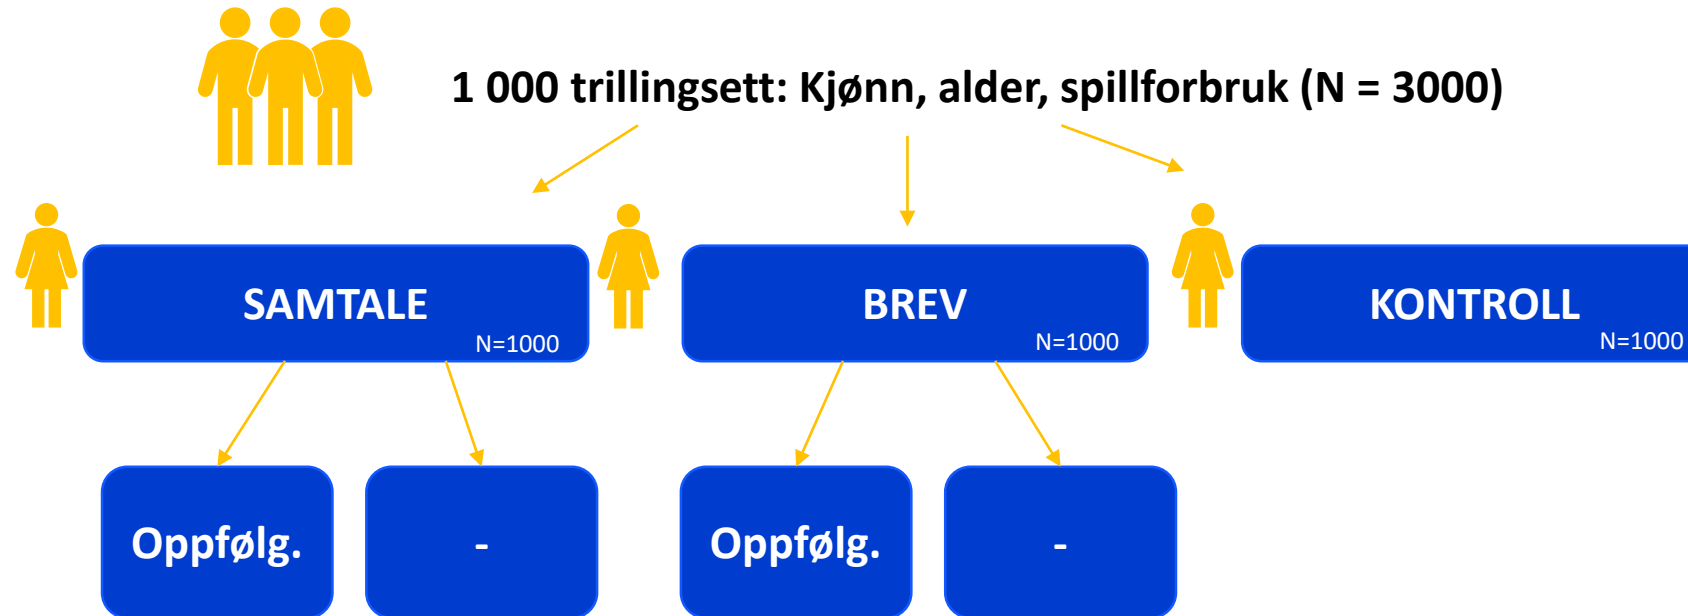 1 000 trillingsett: Kjønn, alder, spillforbruk (N = 3000)
SAMTALE
N=1000
BREV
N=1000
KONTROLL
N=1000
Oppfølg.
-
Oppfølg.
-